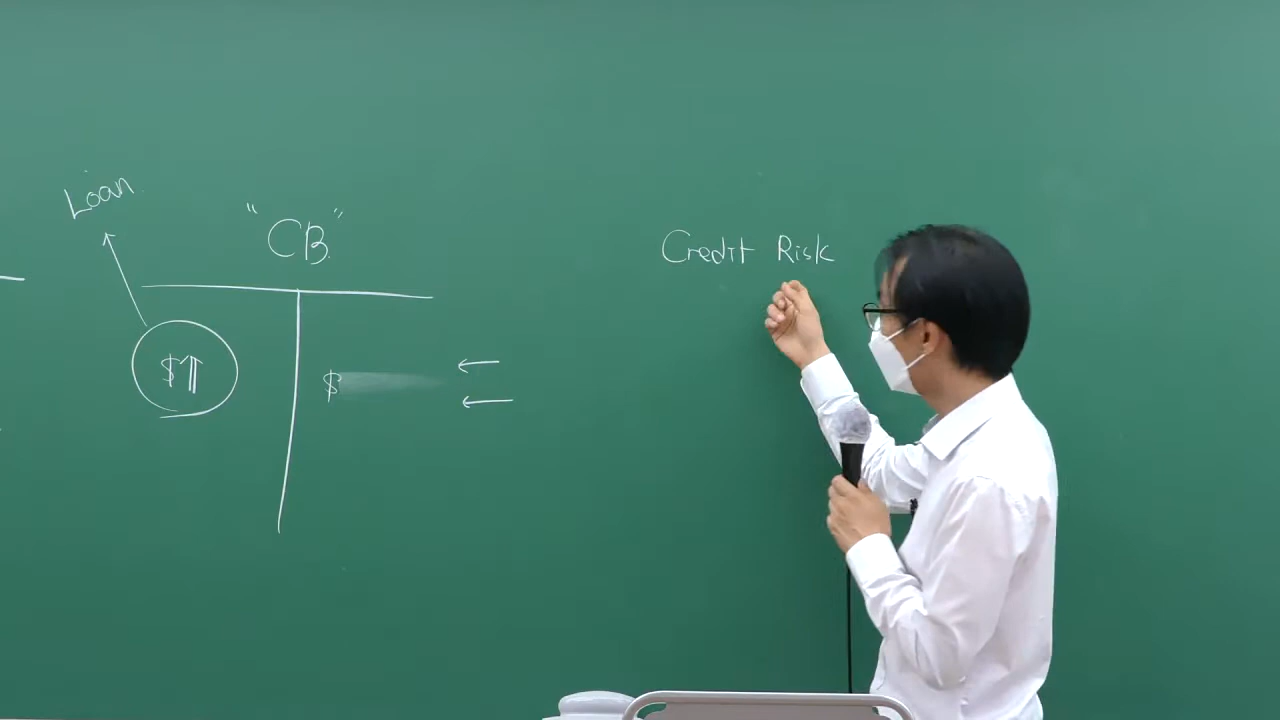 Loan
"CB"
$⇑
$
Credit Risk